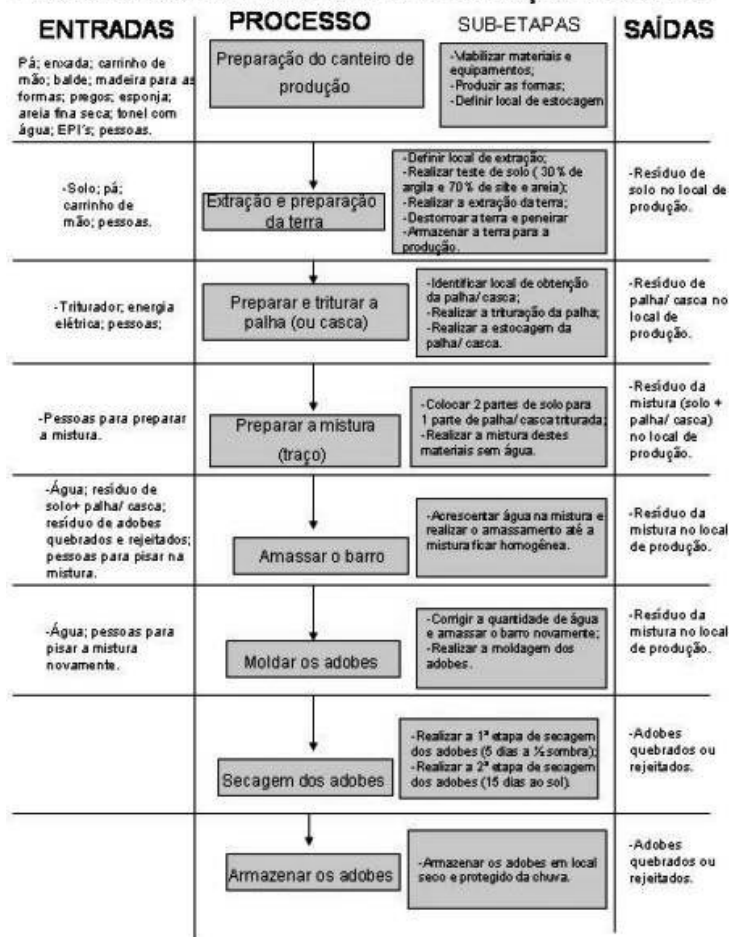 ENTRADAS
PROCESSO
SUB-ETAPAS
SAÍDAS
Pá; enxada; carrinho de
mão; balde; madeira para as
formas; pregos; esponja;
areia fina seca; tonel com
água; EPI's; pessoas.
Preparação do canteiro de
produção
-Viabilizar materiais e
equipamentos;
-Produzir as formas;
-Definir local de estocagem
-Solo; pá;
carrinho de
mão; pessoas.
Extração e preparação
da terra
-Definir local de extração;
-Realizar teste de solo ( 30% de
argila e 70% de silte e areia);
-Realizar a extração da terra;
-Destorroar a terra e peneirar
-Armazenar a terra para a
produção.
-Resíduo de
solo no local de
produção.
-Triturador; energia
elétrica; pessoas;
Preparar e triturar a
palha (ou casca)
-Identificar local de obtenção
da palha/ casca;
-Realizar a trituração da palha;
-Realizar a estocagem da
palha/ casca.
-Resíduo de
palha/ casca no
local de
produção.
-Pessoas para preparar
a mistura.
Preparar a mistura
(traço)
-Colocar 2 partes de solo para
1 parte de palha/ casca triturada;
-Realizar a mistura destes
materiais sem água.
-Resíduo da
mistura (solo +
palha/ casca)
no local de
produção.
-Água; resíduo de
solo+ palha/ casca;
resíduo de adobes
quebrados e rejeitados;
pessoas para pisar na
mistura.
Amassar o barro
-Acrescentar água na mistura e
realizar o amassamento até a
mistura ficar homogênea.
-Resíduo da
mistura no local
de produção.
-Água; pessoas para
pisar a mistura
novamente.
Moldar os adobes
-Corrigir a quantidade de água
e amassar o barro novamente;
-Realizar a moldagem dos
adobes.
-Resíduo da
mistura no local
de produção.
Secagem dos adobes
-Realizar a 1ª etapa de secagem
dos adobes (5 dias a ½ sombra);
-Realizar a 2ª etapa de secagem
dos adobes (15 dias ao sol).
-Adobes
quebrados ou
rejeitados.
Armazenar os adobes
-Armazenar os adobes em local
seco e protegido da chuva.
-Adobes
quebrados ou
rejeitados.